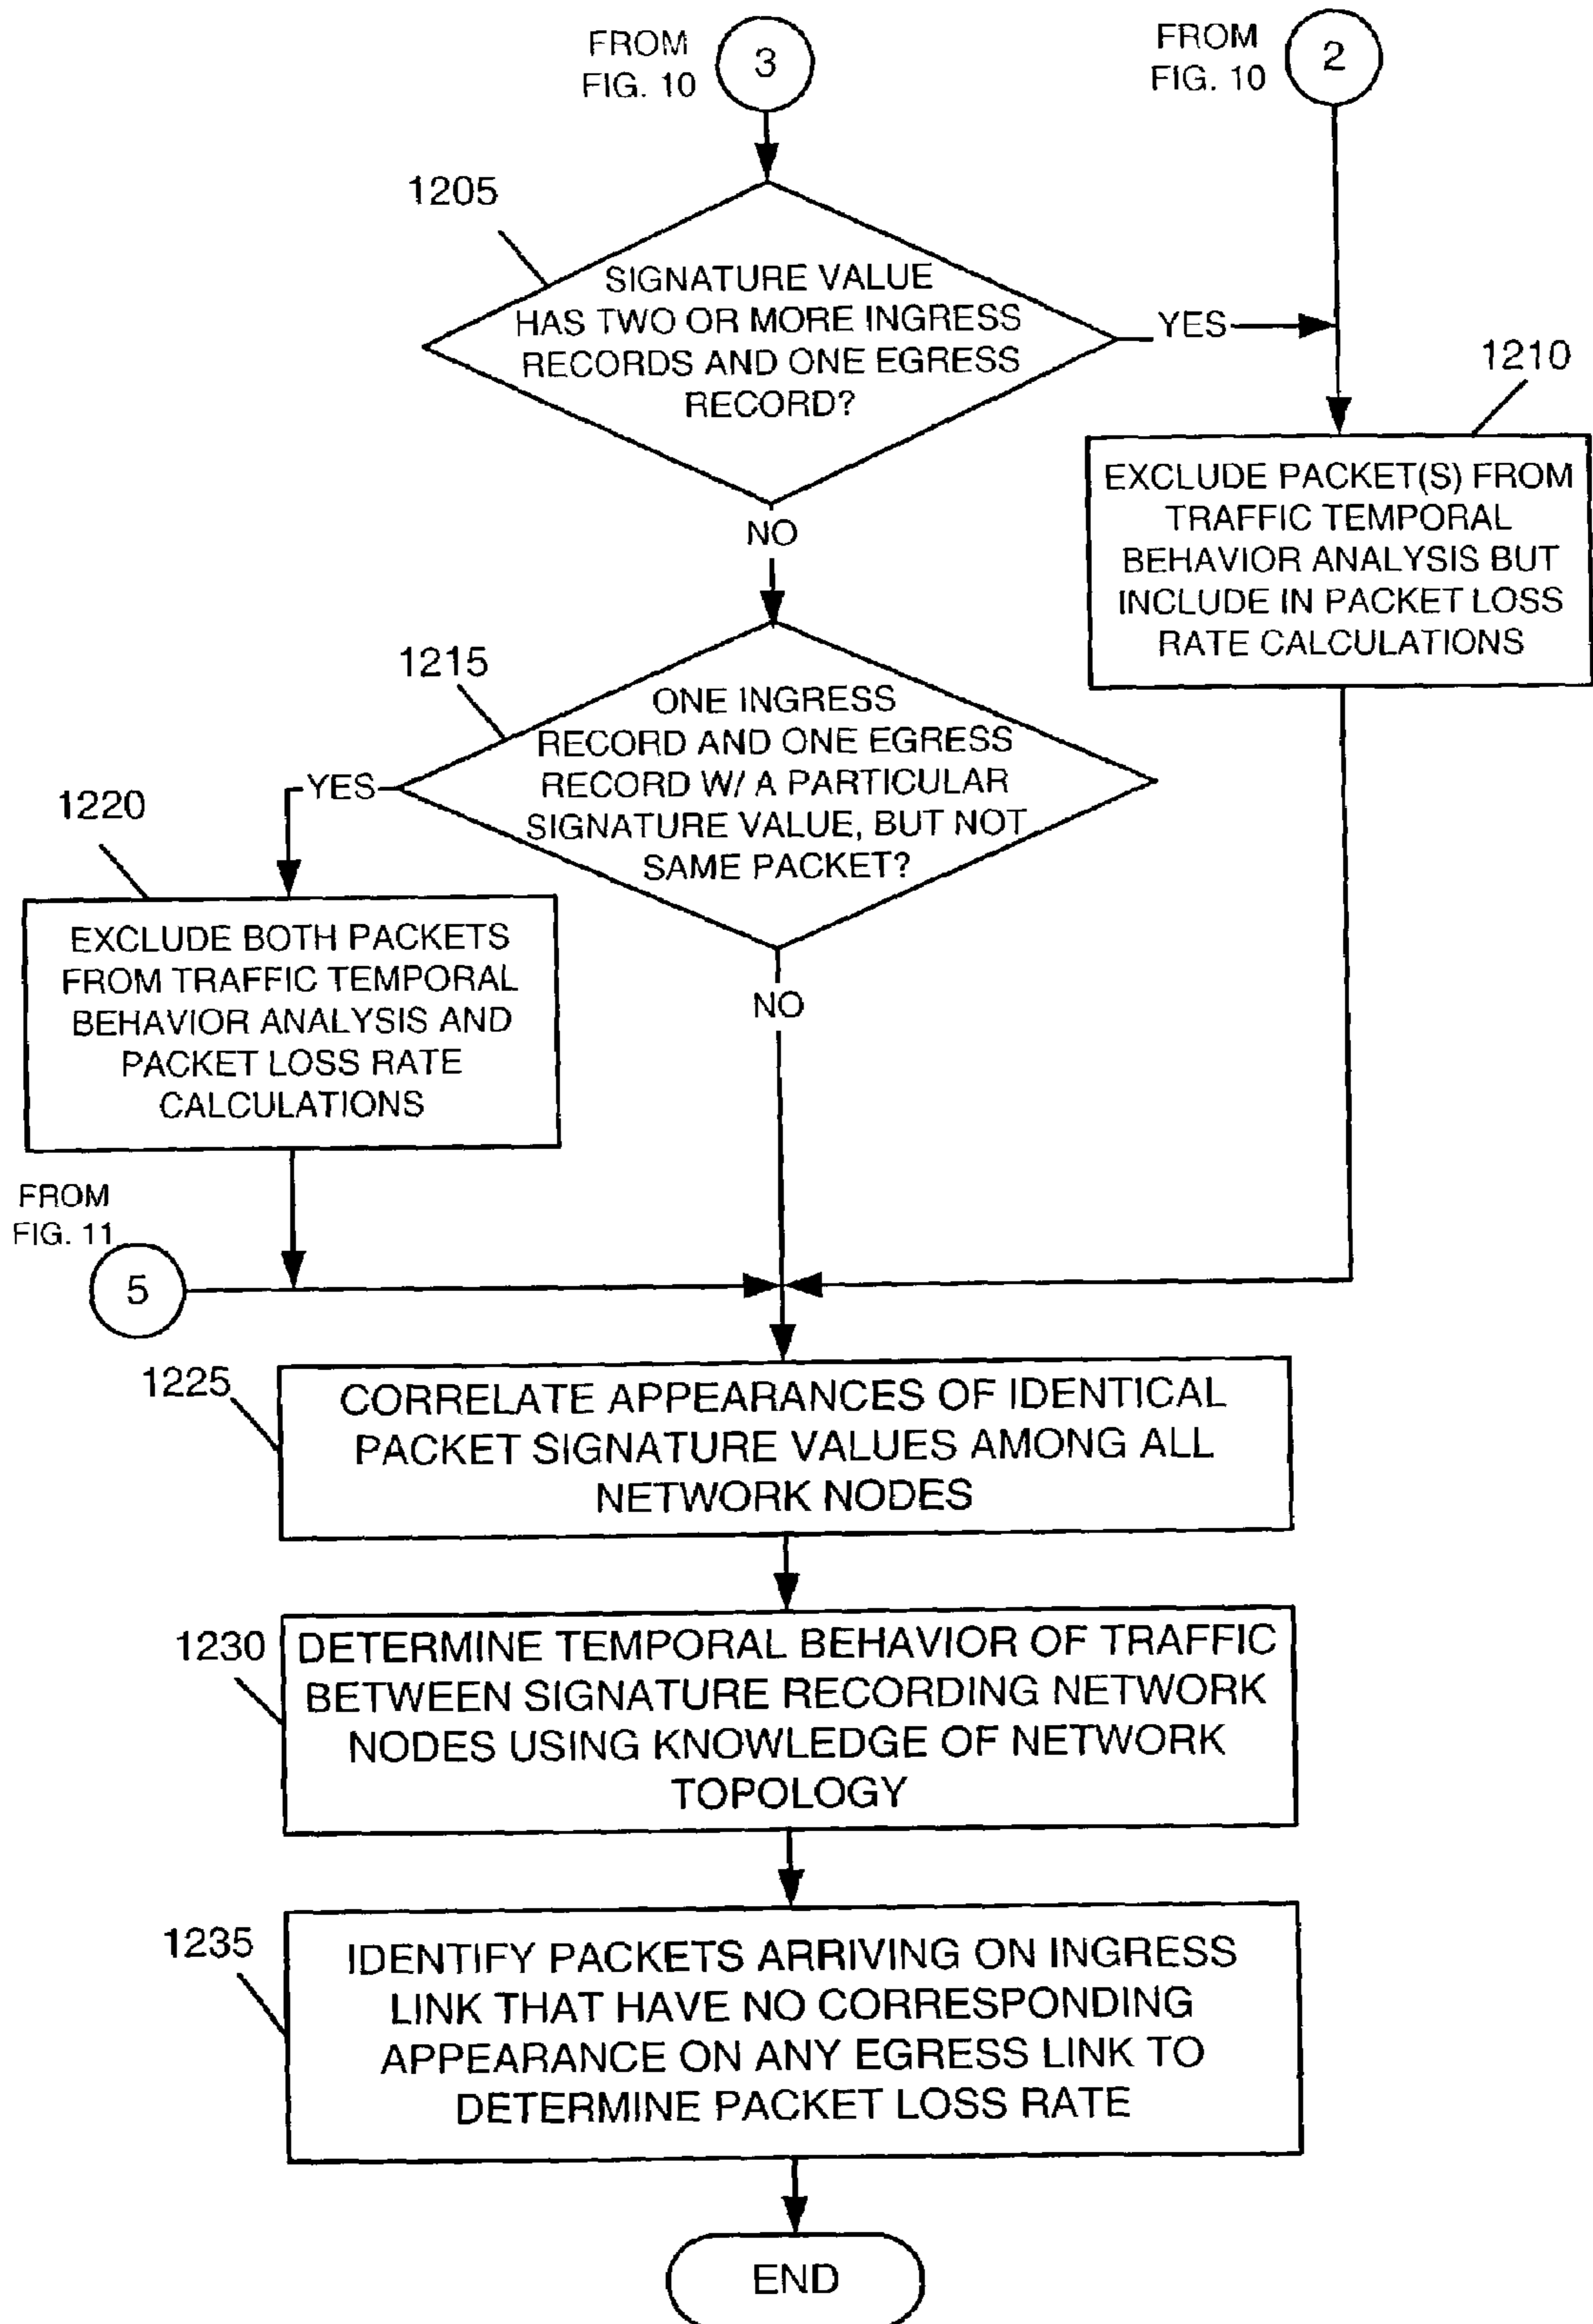 FROM
FIG. 10
3
FROM
FIG. 10
2
1205
SIGNATURE VALUE
HAS TWO OR MORE INGRESS
RECORDS AND ONE EGRESS
RECORD?
YES
1210
EXCLUDE PACKET(S) FROM
TRAFFIC TEMPORAL
BEHAVIOR ANALYSIS BUT
INCLUDE IN PACKET LOSS
RATE CALCULATIONS
NO
1215
ONE INGRESS
RECORD AND ONE EGRESS
RECORD W/ A PARTICULAR
SIGNATURE VALUE, BUT NOT
SAME PACKET?
YES
1220
EXCLUDE BOTH PACKETS
FROM TRAFFIC TEMPORAL
BEHAVIOR ANALYSIS AND
PACKET LOSS RATE
CALCULATIONS
NO
FROM
FIG. 11
5
1225
CORRELATE APPEARANCES OF IDENTICAL
PACKET SIGNATURE VALUES AMONG ALL
NETWORK NODES
1230
DETERMINE TEMPORAL BEHAVIOR OF TRAFFIC
BETWEEN SIGNATURE RECORDING NETWORK
NODES USING KNOWLEDGE OF NETWORK
TOPOLOGY
1235
IDENTIFY PACKETS ARRIVING ON INGRESS
LINK THAT HAVE NO CORRESPONDING
APPEARANCE ON ANY EGRESS LINK TO
DETERMINE PACKET LOSS RATE
END